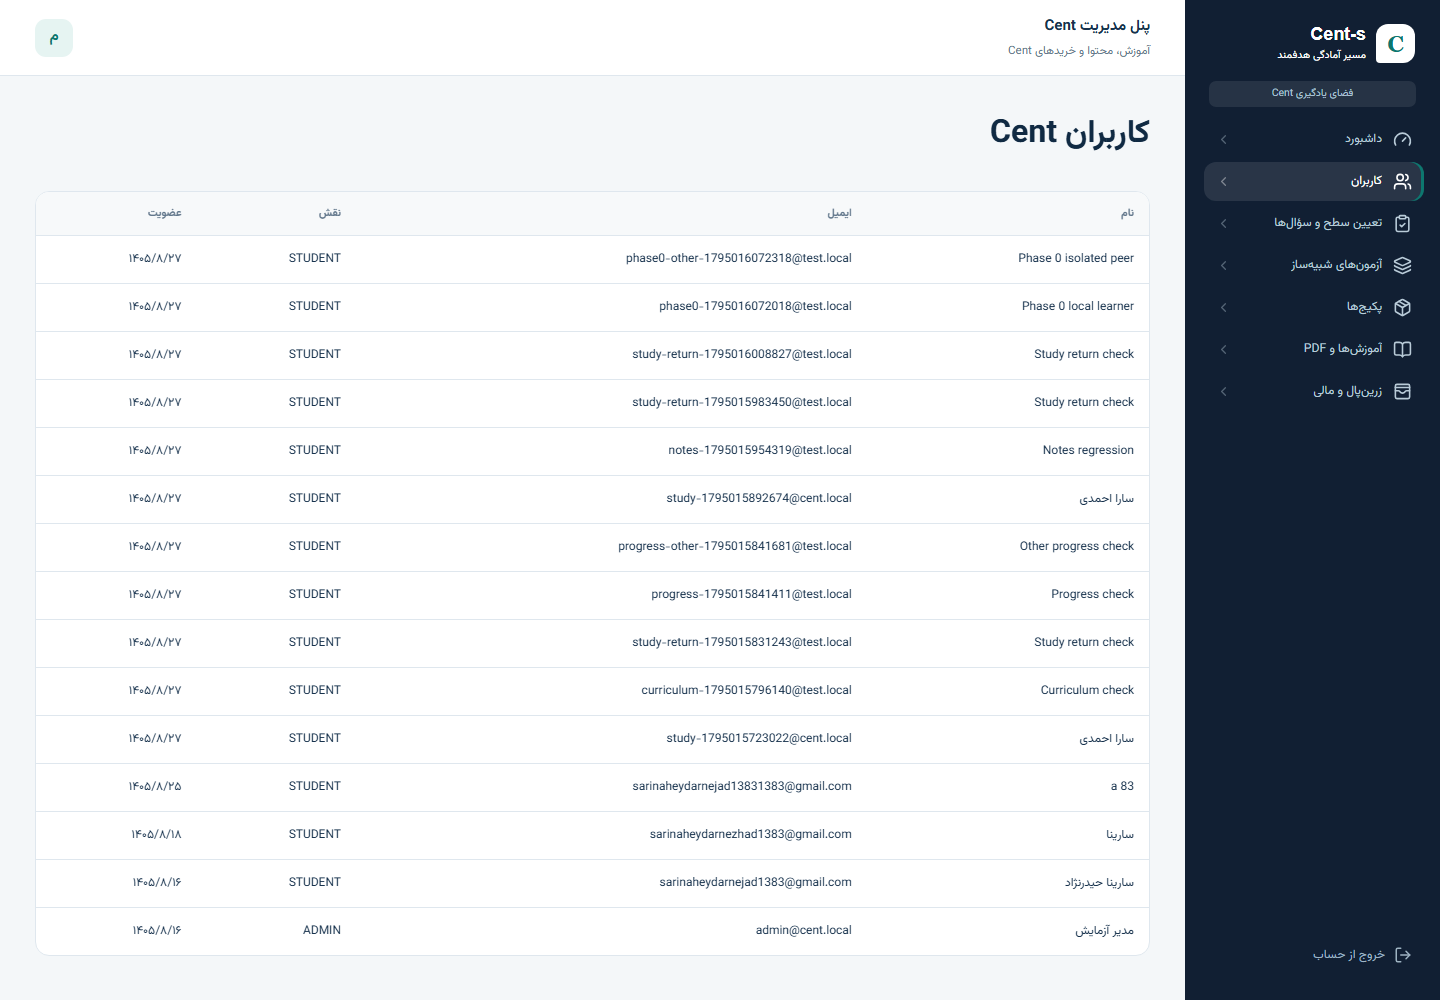 C
Cent-s
مسیر آمادگی هدفمند
فضای یادگیری Cent
داشبورد
کاربران
تعیین سطح و سؤال‌ها
آزمون‌های شبیه‌ساز
پکیج‌ها
آموزش‌ها و PDF
زرین‌پال و مالی
خروج از حساب
پنل مدیریت Cent
آموزش، محتوا و خریدهای Cent
م
کاربران Cent
نام ایمیل نقش عضویت
Phase 0 isolated peer phase0-other-1795016072318@test.local STUDENT ۱۴۰۵/۸/۲۷
Phase 0 local learner phase0-1795016072018@test.local STUDENT ۱۴۰۵/۸/۲۷
Study return check study-return-1795016008827@test.local STUDENT ۱۴۰۵/۸/۲۷
Study return check study-return-1795015983450@test.local STUDENT ۱۴۰۵/۸/۲۷
Notes regression notes-1795015954319@test.local STUDENT ۱۴۰۵/۸/۲۷
سارا احمدی study-1795015892674@cent.local STUDENT ۱۴۰۵/۸/۲۷
Other progress check progress-other-1795015841681@test.local STUDENT ۱۴۰۵/۸/۲۷
Progress check progress-1795015841411@test.local STUDENT ۱۴۰۵/۸/۲۷
Study return check study-return-1795015831243@test.local STUDENT ۱۴۰۵/۸/۲۷
Curriculum check curriculum-1795015796140@test.local STUDENT ۱۴۰۵/۸/۲۷
سارا احمدی study-1795015723022@cent.local STUDENT ۱۴۰۵/۸/۲۷
a 83 sarinaheydarnejad13831383@gmail.com STUDENT ۱۴۰۵/۸/۲۵
سارینا sarinaheydarnezhad1383@gmail.com STUDENT ۱۴۰۵/۸/۱۸
سارینا حیدرنژاد sarinaheydarnejad1383@gmail.com STUDENT ۱۴۰۵/۸/۱۶
مدیر آزمایش admin@cent.local ADMIN ۱۴۰۵/۸/۱۶